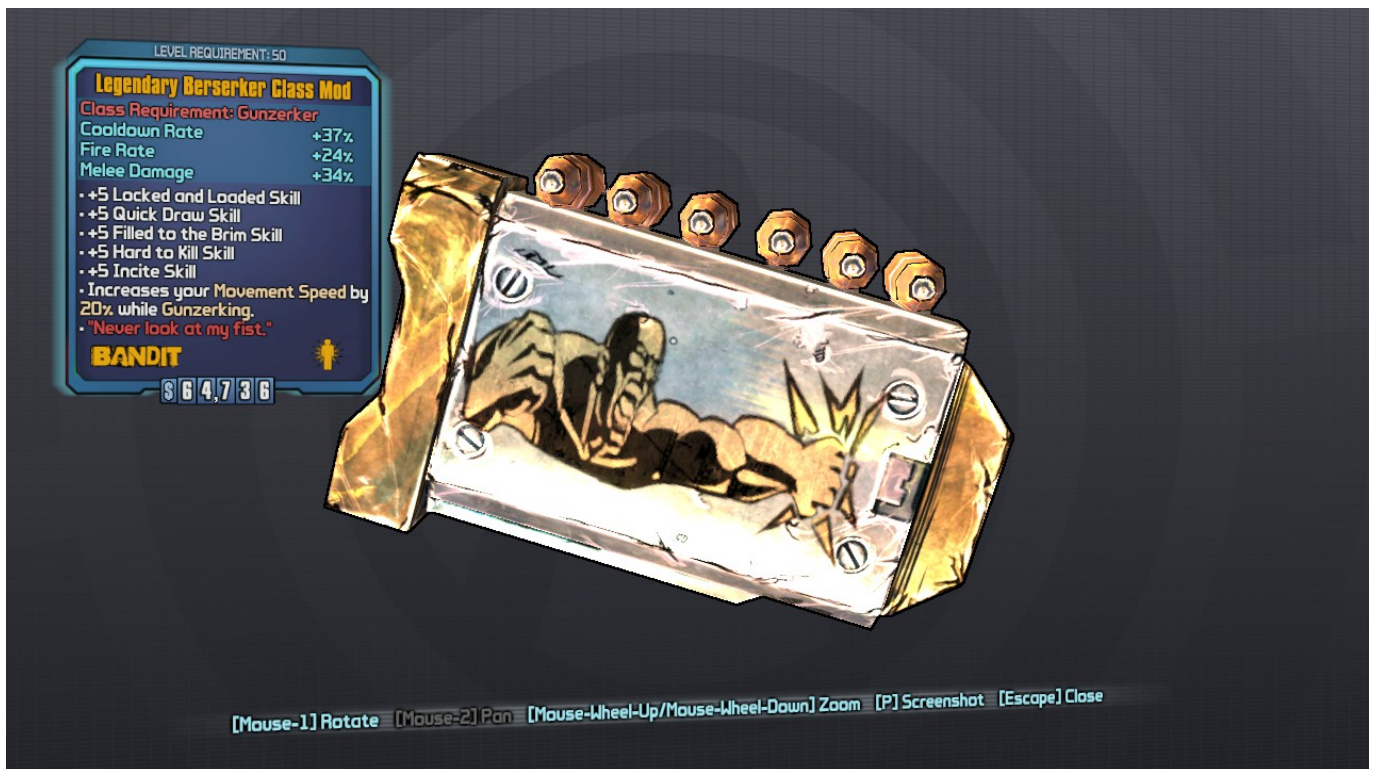 LEVEL REQUIREMENT: 50
Legendary Berserker Class Mod
Class Requirement: Gunzerker
Cooldown Rate +37%
Fire Rate +24%
Melee Damage +34%
• +5 Locked and Loaded Skill
• +5 Quick Draw Skill
• +5 Filled to the Brim Skill
• +5 Hard to Kill Skill
• +5 Incite Skill
• Increases your Movement Speed by
20% while Gunzerking.
• "Never look at my fist."
BANDIT
$64,736
[Mouse-1] Rotate [Mouse-2] Pan [Mouse-Wheel-Up/Mouse-Wheel-Down] Zoom [P] Screenshot [Escape] Close